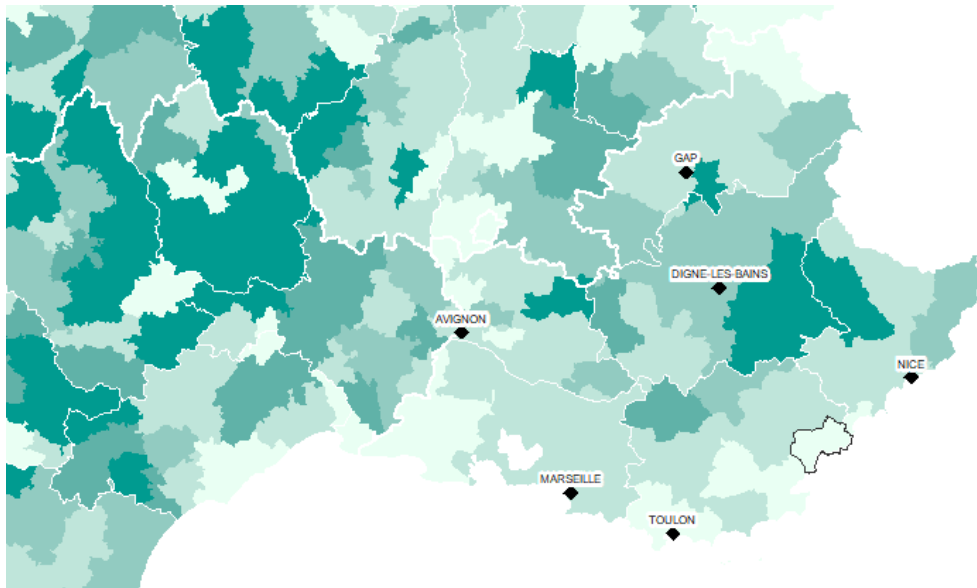 GAP
DIGNE-LES-BAINS
AVIGNON
NICE
MARSEILLE
TOULON